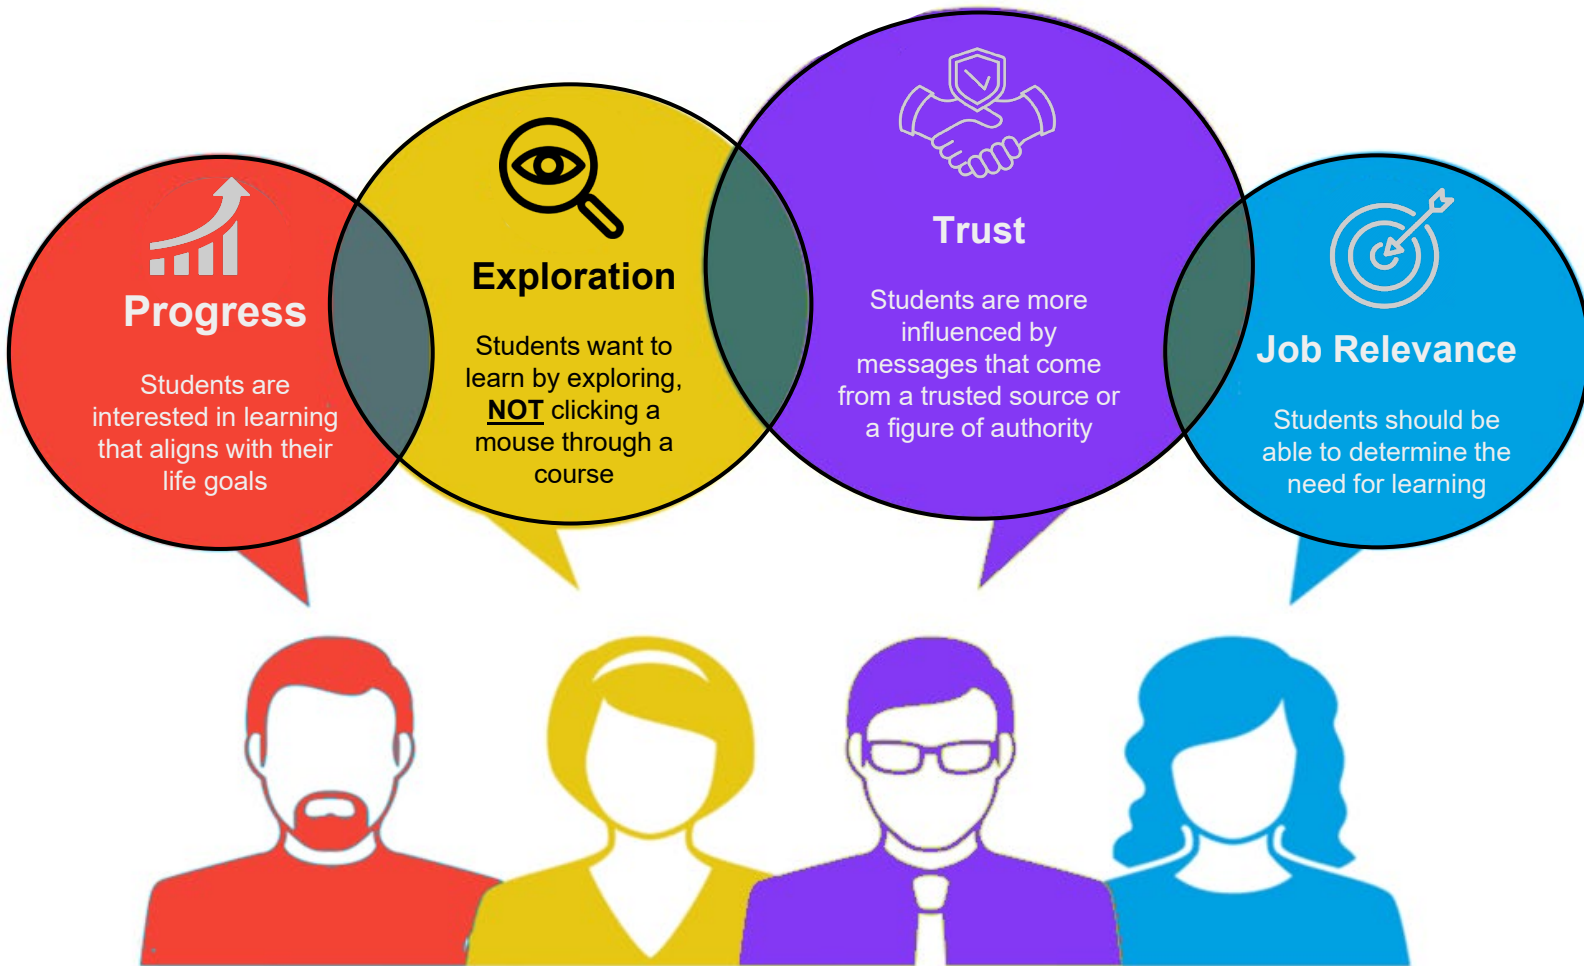 Progress
Students are
interested in learning
that aligns with their
life goals
Exploration
Students want to
learn by exploring,
NOT clicking a
mouse through a
course
Trust
Students are more
influenced by
messages that come
from a trusted source or
a figure of authority
Job Relevance
Students should be
able to determine the
need for learning